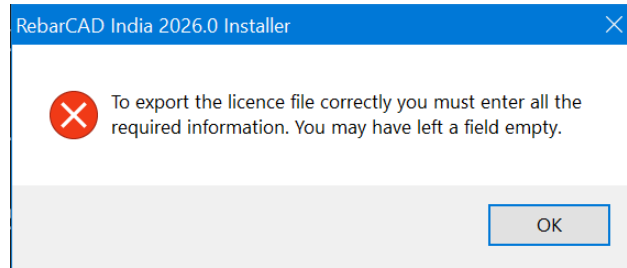 RebarCAD India 2026.0 Installer
To export the licence file correctly you must enter all the
required information. You may have left a field empty.
OK